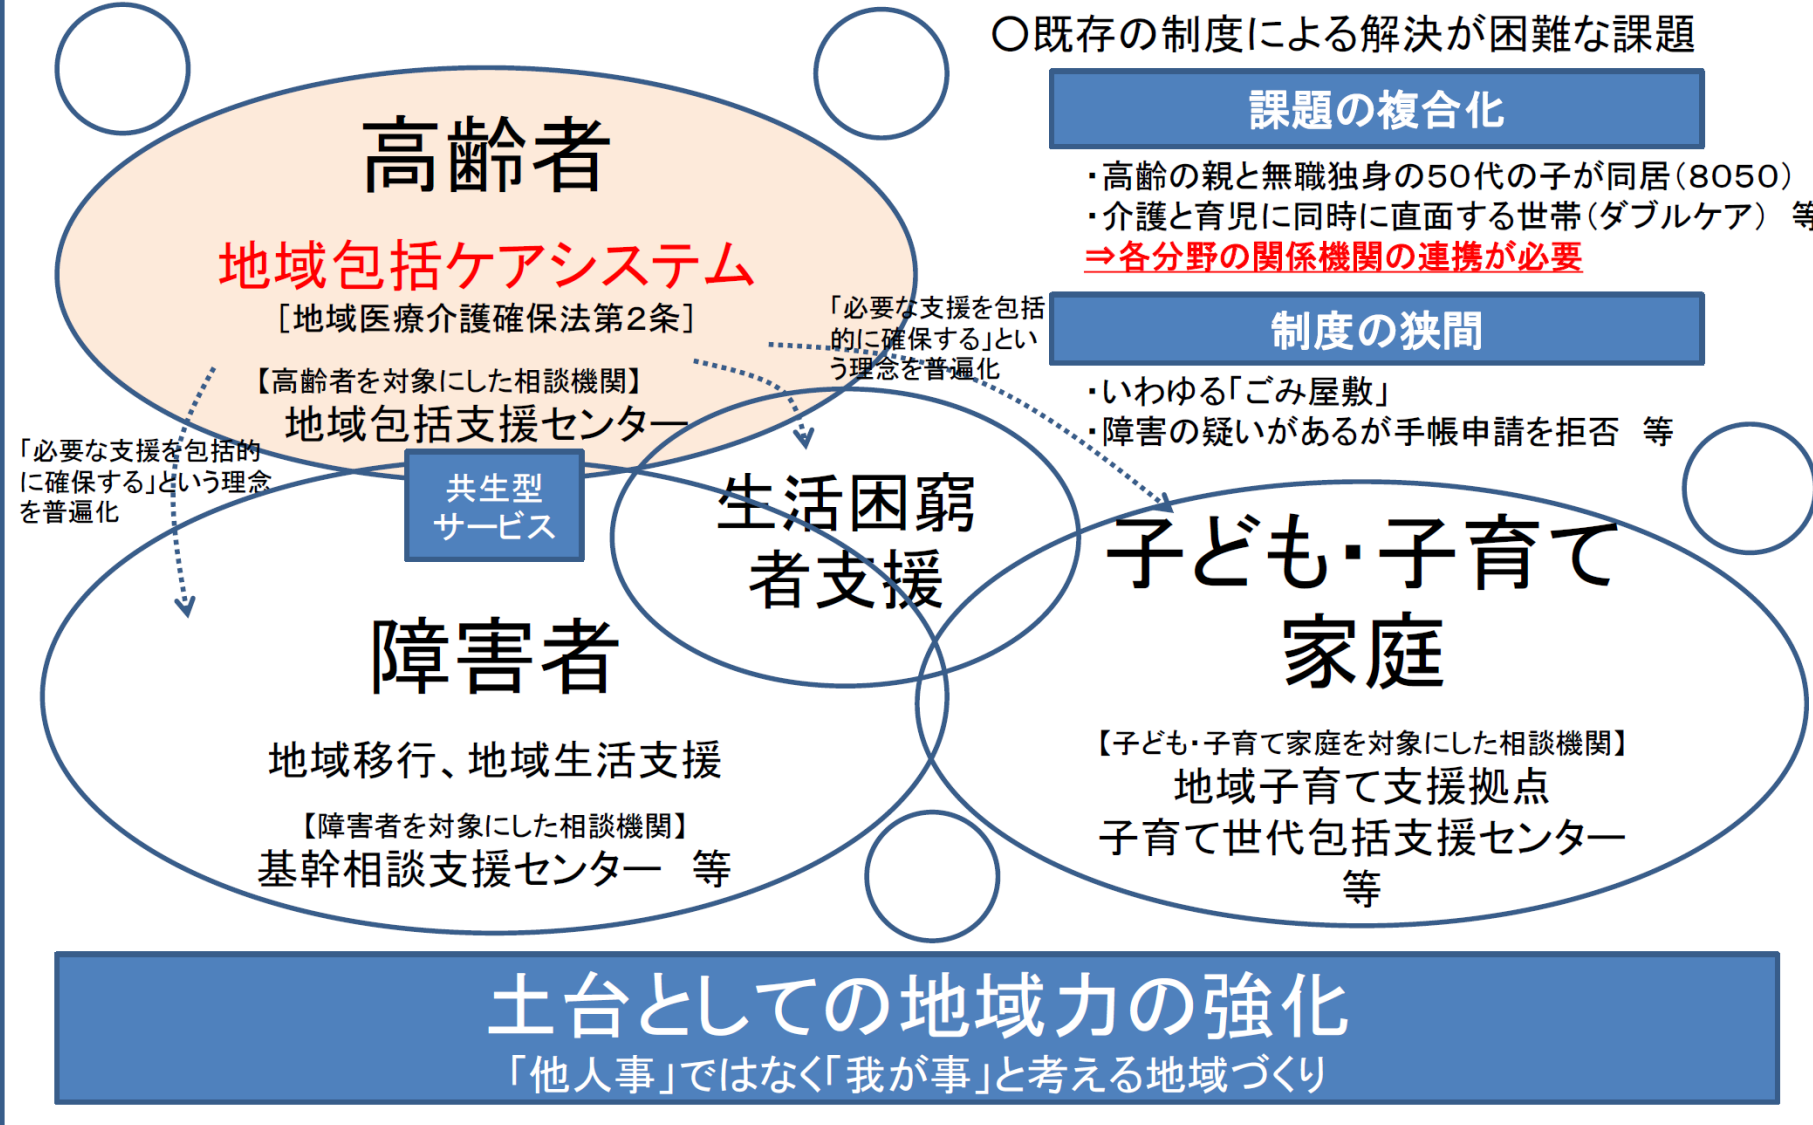 〇既存の制度による解決が困難な課題
課題の複合化
・高齢の親と無職独身の50代の子が同居(8050)
・介護と育児に同時に直面する世帯(ダブルケア) 等
⇒各分野の関係機関の連携が必要
制度の狭間
・いわゆる「ごみ屋敷」
・障害の疑いがあるが手帳申請を拒否 等
高齢者
地域包括ケアシステム
[地域医療介護確保法第2条]
【高齢者を対象にした相談機関】
地域包括支援センター
「必要な支援を包括
的に確保する」とい
う理念を普遍化
「必要な支援を包括的
に確保する」という理念
を普遍化
共生型
サービス
生活困窮
者支援
障害者
地域移行、地域生活支援
【障害者を対象にした相談機関】
基幹相談支援センター 等
子ども・子育て
家庭
【子ども・子育て家庭を対象にした相談機関】
地域子育て支援拠点
子育て世代包括支援センター
等
土台としての地域力の強化
「他人事」ではなく「我が事」と考える地域づくり